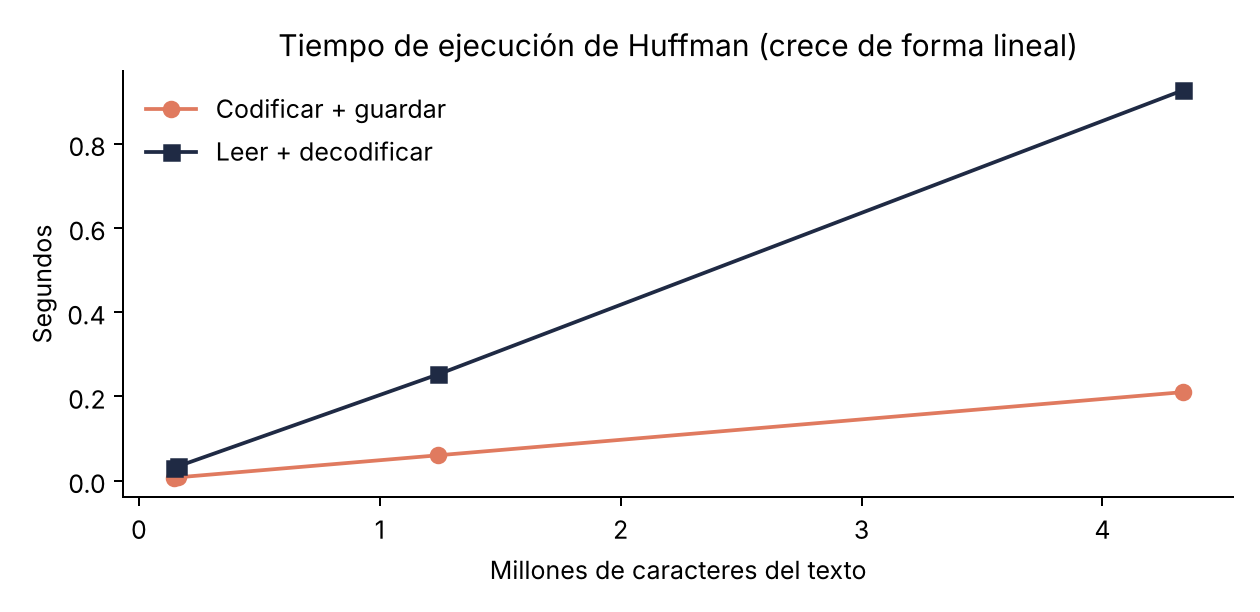 Tiempo de ejecución de Huffman (crece de forma lineal)
Codificar + guardar
Leer + decodificar
Segundos
0.8
0.6
0.4
0.2
0.0
0 1 2 3 4
Millones de caracteres del texto